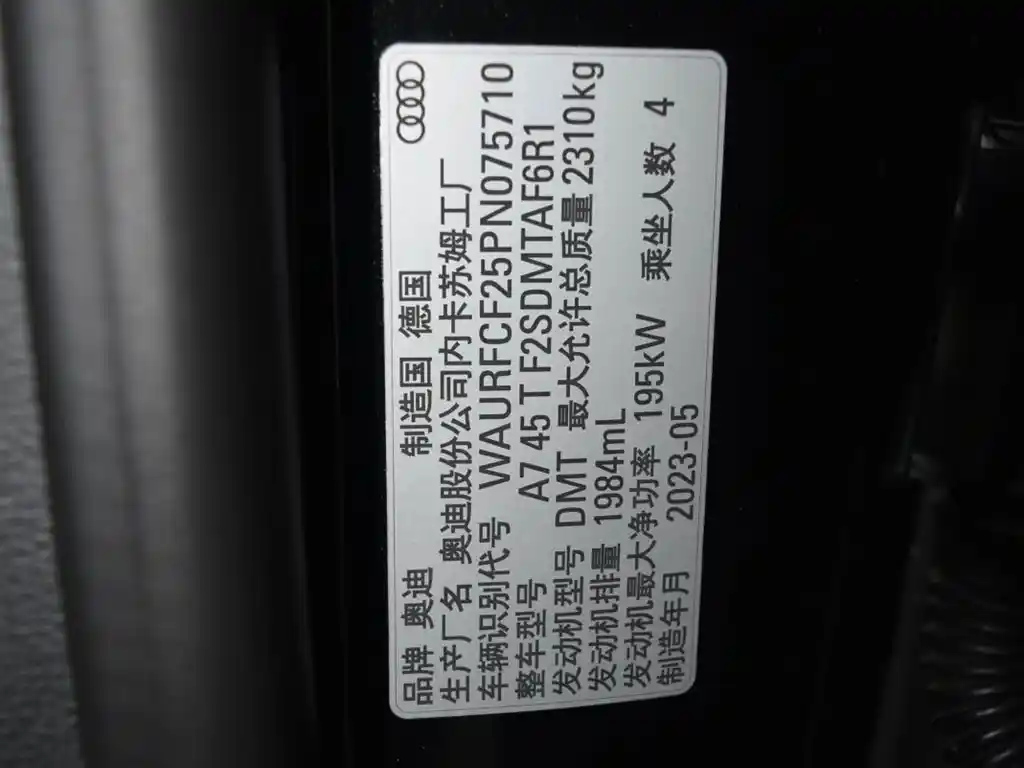 品牌 奥迪 制造国 德国
生产厂名 奥迪股份公司内卡苏姆工厂
车辆识别代号 WAURFCF25PN075710
整车型号 A7 45 T F2SDMTAF6R1
发动机型号 DMT 最大允许总质量 2310kg
发动机排量 1984mL
发动机最大净功率 195kW 乘坐人数 4
制造年月 2023-05